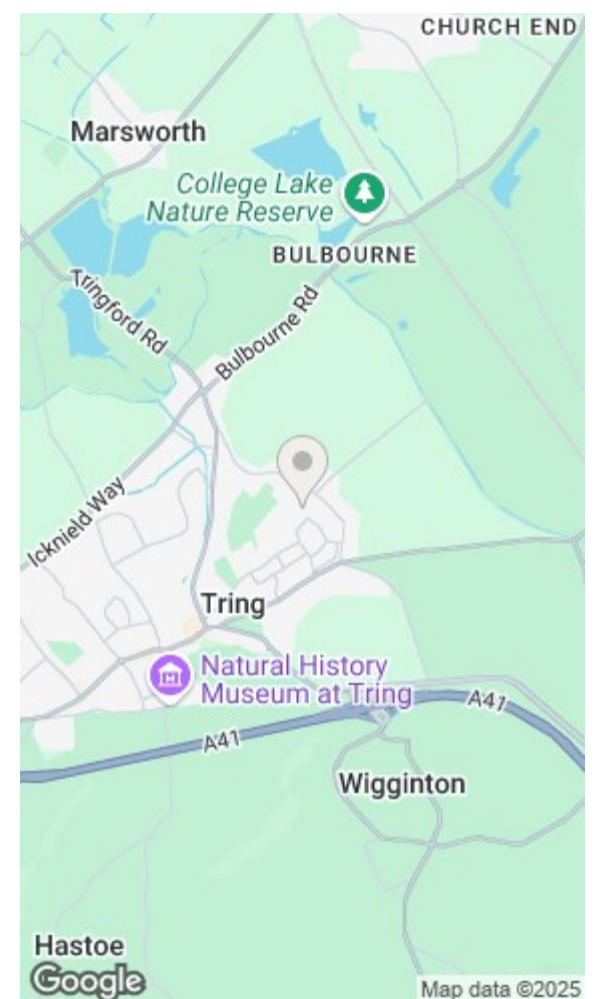 CHURCH END
Marsworth
College Lake
Nature Reserve
BULBOURNE
Tringford Rd
Bulbourne Rd
Icknield Way
Tring
Natural History
Museum at Tring
A41
A41
Wigginton
Hastoe
Google
Map data ©2025